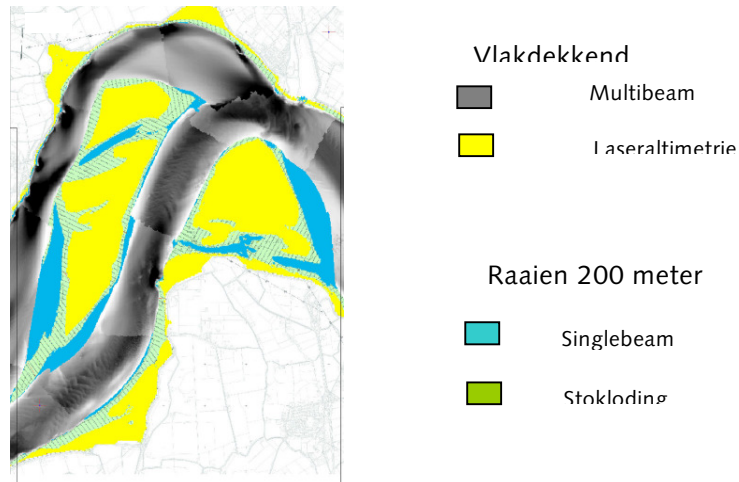 Vlakdekkend
Multibeam
Laseraltimetrie
Raaien 200 meter
Singlebeam
Stokloding